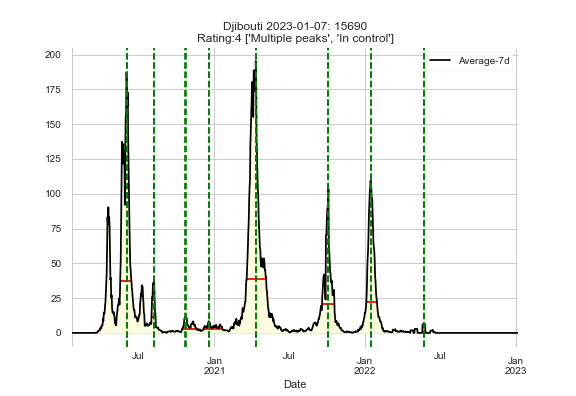 Djibouti 2023-01-07: 15690
Rating:4 ['Multiple peaks', 'In control']
Average-7d
200
175
150
125
100
75
50
25
0
Jul
Jan
2021
Jul
Jan
2022
Jul
Jan
2023
Date